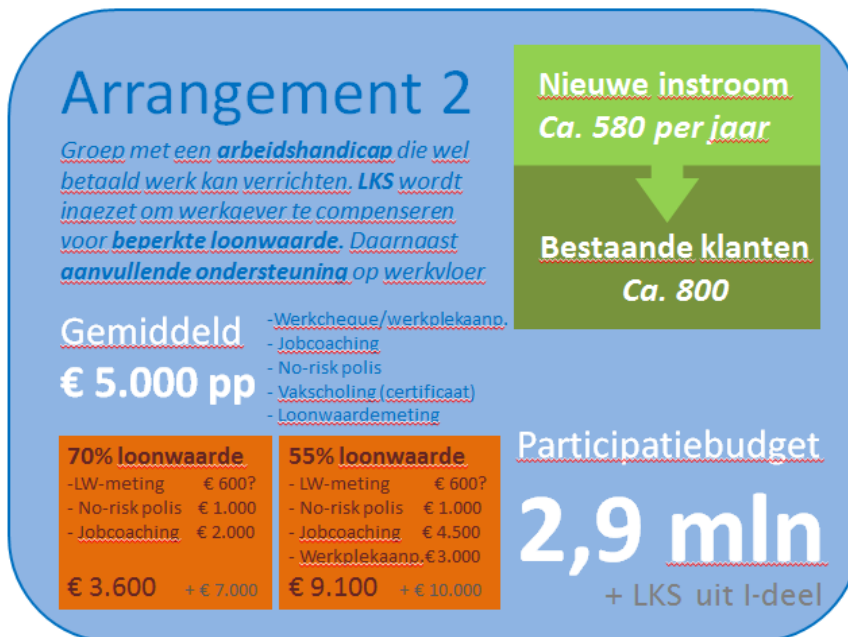 Arrangement 2
Groep met een arbeidshandicap die wel
betaald werk kan verrichten. LKS wordt
ingezet om werkgever te compenseren
voor beperkte loonwaarde. Daarnaast
aanvullende ondersteuning op werkvloer
Nieuwe instroom
Ca. 580 per jaar
Bestaande klanten
Ca. 800
Gemiddeld
€ 5.000 pp
-Werkcheque/werkplekaanp.
- Jobcoaching
- No-risk polis
- Vakscholing (certificaat)
- Loonwaardemeting
70% loonwaarde
-LW-meting € 600?
- No-risk polis € 1.000
- Jobcoaching € 2.000
€ 3.600 + € 7.000
55% loonwaarde
- LW-meting € 600?
- No-risk polis € 1.000
- Jobcoaching € 4.500
- Werkplekaanp. € 3.000
€ 9.100 + € 10.000
Participatiebudget
2,9 mln
+ LKS uit I-deel